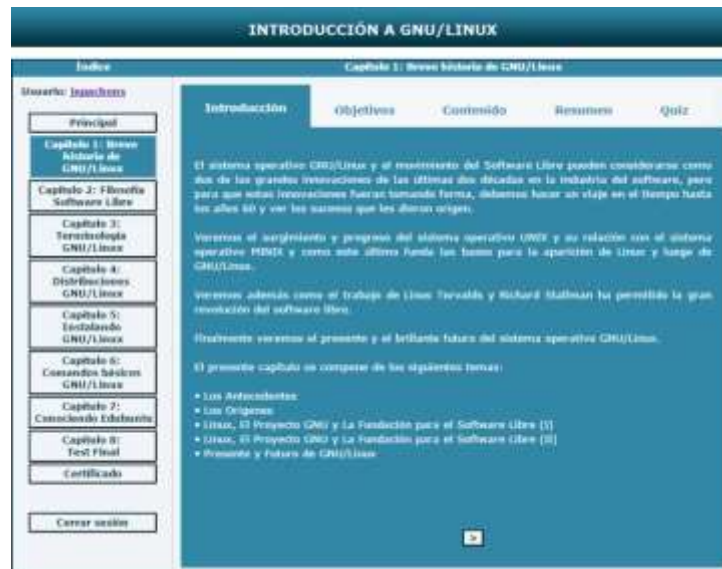 INTRODUCCIÓN A GNU/LINUX
Índice
Capítulo 1: Breve historia de GNU/Linux
Usuario:
Principal
Capítulo 1: Breve
historia de
GNU/Linux
Capítulo 2: Filosofía
Software Libre
Capítulo 3:
Terminología
GNU/Linux
Capítulo 4:
Distribuciones
GNU/Linux
Capítulo 5:
Instalando
GNU/Linux
Capítulo 6:
Comandos básicos
GNU/Linux
Capítulo 7:
Conociendo Edubuntu
Capítulo 8:
Test Final
Certificado
Cerrar sesión
Introducción
Objetivos
Contenido
Resumen
Quiz
El sistema operativo GNU/Linux y el movimiento del Software Libre pueden considerarse como
dos de las grandes innovaciones de las últimas dos décadas en la industria del software, pero
para que estas innovaciones fueran tomando forma, debemos hacer un viaje en el tiempo hasta
los años 60 y ver los sucesos que les dieron origen.
Veremos el surgimiento y progreso del sistema operativo UNIX y su relación con el sistema
operativo MINIX y como este último funda las bases para la aparición de Linux y luego de
GNU/Linux.
Veremos además como el trabajo de Linus Torvalds y Richard Stallman ha permitido la gran
revolución del software libre.
Finalmente veremos el presente y el brillante futuro del sistema operativo GNU/Linux.
El presente capítulo se compone de los siguientes temas:
• Los Antecedentes
• Los Orígenes
• Linux, El Proyecto GNU y La Fundación para el Software Libre (I)
• Linux, El Proyecto GNU y La Fundación para el Software Libre (II)
• Presente y Futuro de GNU/Linux
>